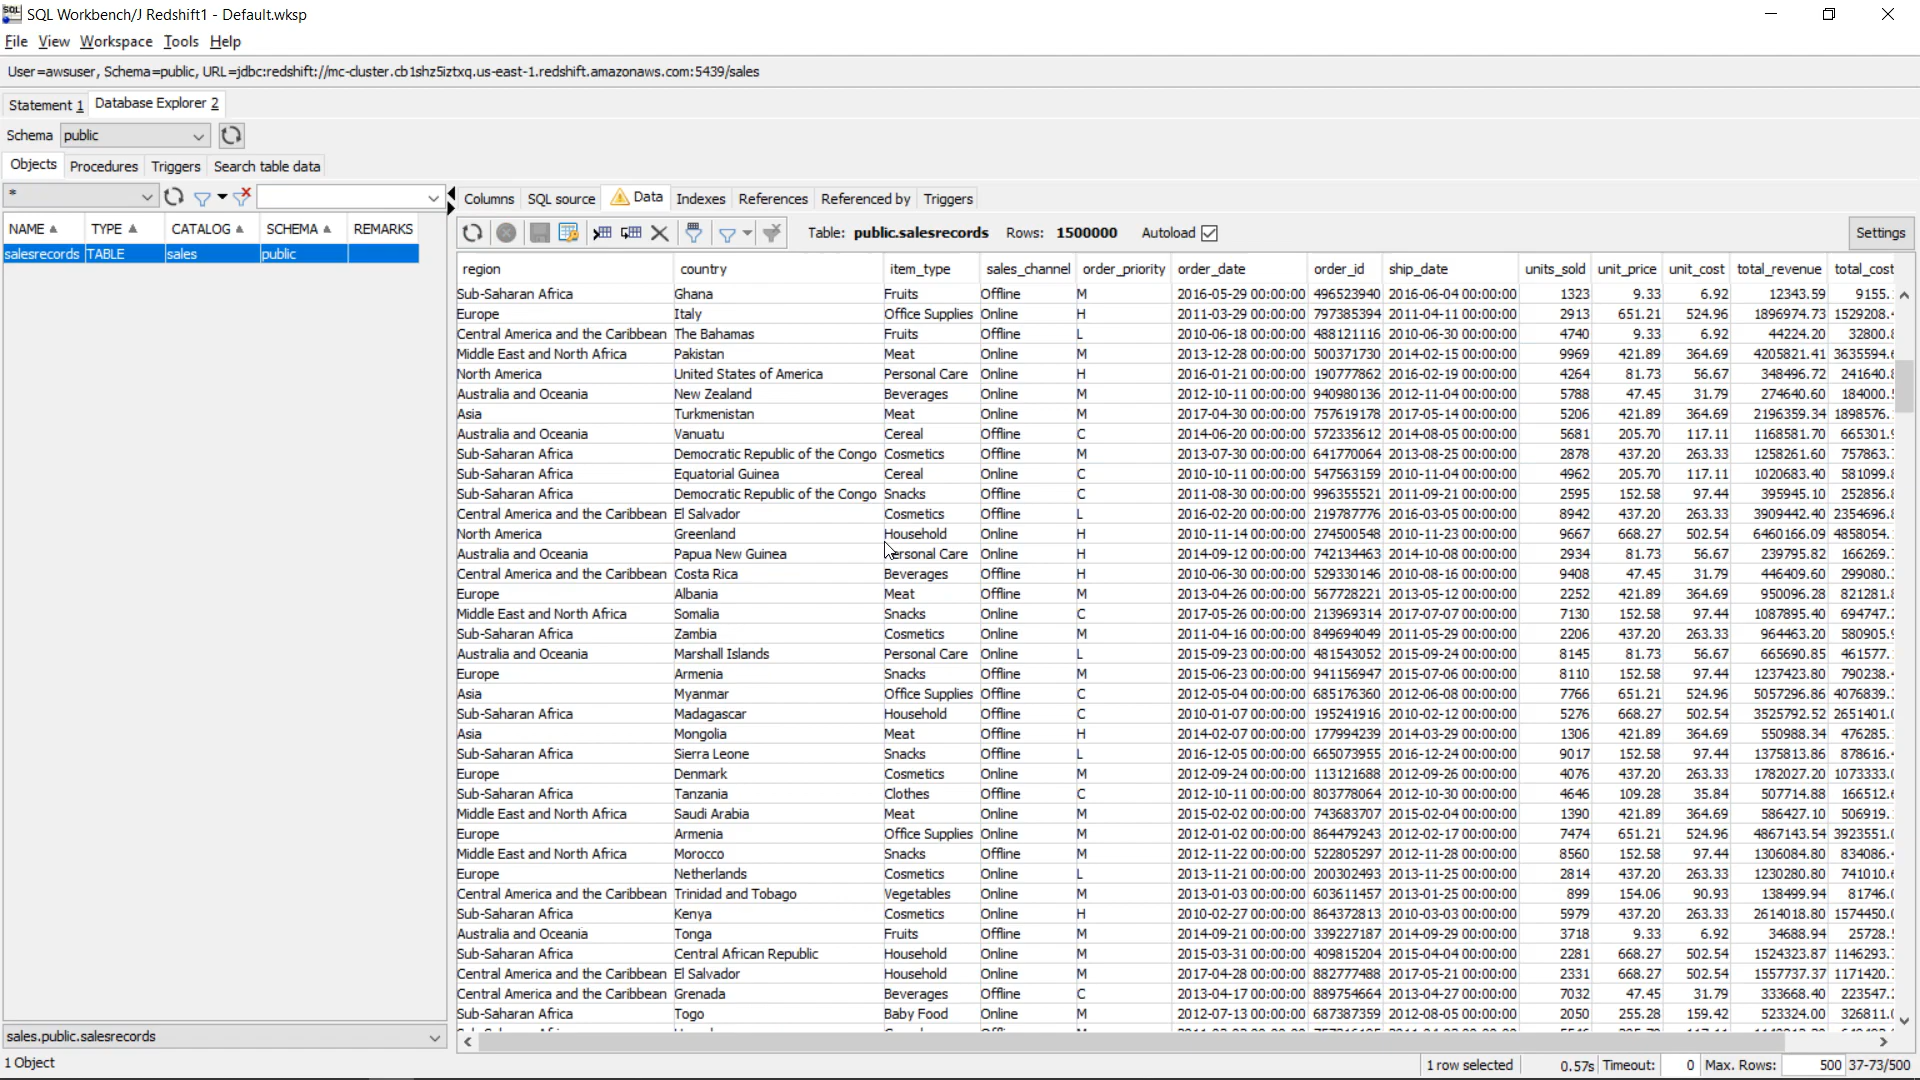 SQL Workbench/J Redshift1 - Default.wksp
File View Workspace Tools Help
User=awsuser, Schema=public, URL=jdbc:redshift://mc-cluster.cb1shz5iztxq.us-east-1.redshift.amazonaws.com:5439/sales
Statement 1 Database Explorer 2
Schema public
Objects Procedures Triggers Search table data
*
NAME TYPE CATALOG SCHEMA REMARKS
salesrecords TABLE sales public
Columns SQL source Data Indexes References Referenced by Triggers
Table: public.salesrecords Rows: 1500000 Autoload Settings
region country item_type sales_channel order_priority order_date order_id ship_date units_sold unit_price unit_cost total_revenue total_cost
Sub-Saharan Africa Ghana Fruits Offline M 2016-05-29 00:00:00 496523940 2016-06-04 00:00:00 1323 9.33 6.92 12343.59 9155.
Europe Italy Office Supplies Online H 2011-03-29 00:00:00 797385394 2011-04-11 00:00:00 2913 651.21 524.96 1896974.73 1529208.
Central America and the Caribbean The Bahamas Fruits Offline L 2010-06-18 00:00:00 488121116 2010-06-30 00:00:00 4740 9.33 6.92 44224.20 32800.
Middle East and North Africa Pakistan Meat Online M 2013-12-28 00:00:00 500371730 2014-02-15 00:00:00 9969 421.89 364.69 4205821.41 3635594.
North America United States of America Personal Care Online H 2016-01-21 00:00:00 190777862 2016-02-19 00:00:00 4264 81.73 56.67 348496.72 241640.
Australia and Oceania New Zealand Beverages Online M 2012-10-11 00:00:00 940980136 2012-11-04 00:00:00 5788 47.45 31.79 274640.60 184000.
Asia Turkmenistan Meat Online M 2017-04-30 00:00:00 757619178 2017-05-14 00:00:00 5206 421.89 364.69 2196359.34 1898576.
Australia and Oceania Vanuatu Cereal Offline C 2014-06-20 00:00:00 572335612 2014-08-05 00:00:00 5681 205.70 117.11 1168581.70 665301.
Sub-Saharan Africa Democratic Republic of the Congo Cosmetics Offline M 2013-07-30 00:00:00 641770064 2013-08-25 00:00:00 2878 437.20 263.33 1258261.60 757863.
Sub-Saharan Africa Equatorial Guinea Cereal Online C 2010-10-11 00:00:00 547563159 2010-11-04 00:00:00 4962 205.70 117.11 1020683.40 581099.
Sub-Saharan Africa Democratic Republic of the Congo Snacks Offline C 2011-08-30 00:00:00 996355521 2011-09-21 00:00:00 2595 152.58 97.44 395945.10 252856.
Central America and the Caribbean El Salvador Cosmetics Offline L 2016-02-20 00:00:00 219787776 2016-03-05 00:00:00 8942 437.20 263.33 3909442.40 2354696.
North America Greenland Household Online H 2010-11-14 00:00:00 274500548 2010-11-23 00:00:00 9667 668.27 502.54 6460166.09 4858054.
Australia and Oceania Papua New Guinea Personal Care Online H 2014-09-12 00:00:00 742134463 2014-10-08 00:00:00 2934 81.73 56.67 239795.82 166269.
Central America and the Caribbean Costa Rica Beverages Offline H 2010-06-30 00:00:00 529330146 2010-08-16 00:00:00 9408 47.45 31.79 446409.60 299080.
Europe Albania Meat Offline M 2013-04-26 00:00:00 567728221 2013-05-12 00:00:00 2252 421.89 364.69 950096.28 821281.
Middle East and North Africa Somalia Snacks Online C 2017-05-26 00:00:00 213969314 2017-07-07 00:00:00 7130 152.58 97.44 1087895.40 694747.
Sub-Saharan Africa Zambia Cosmetics Online M 2011-04-16 00:00:00 849694049 2011-05-29 00:00:00 2206 437.20 263.33 964463.20 580905.
Australia and Oceania Marshall Islands Personal Care Online L 2015-09-23 00:00:00 481543052 2015-09-24 00:00:00 8145 81.73 56.67 665690.85 461577.
Europe Armenia Snacks Offline M 2015-06-23 00:00:00 941156947 2015-07-06 00:00:00 8110 152.58 97.44 1237423.80 790238.
Asia Myanmar Office Supplies Offline C 2012-05-04 00:00:00 685176360 2012-06-08 00:00:00 7766 651.21 524.96 5057296.86 4076839.
Sub-Saharan Africa Madagascar Household Offline C 2010-01-07 00:00:00 195241916 2010-02-12 00:00:00 5276 668.27 502.54 3525792.52 2651401.
Asia Mongolia Meat Offline H 2014-02-07 00:00:00 177994239 2014-03-29 00:00:00 1306 421.89 364.69 550988.34 476285.
Sub-Saharan Africa Sierra Leone Snacks Offline L 2016-12-05 00:00:00 665073955 2016-12-24 00:00:00 9017 152.58 97.44 1375813.86 878616.
Europe Denmark Cosmetics Online M 2012-09-24 00:00:00 113121688 2012-09-26 00:00:00 4076 437.20 263.33 1782027.20 1073333.
Sub-Saharan Africa Tanzania Clothes Offline C 2012-10-11 00:00:00 803778064 2012-10-30 00:00:00 4646 109.28 35.84 507714.88 166512.
Middle East and North Africa Saudi Arabia Meat Online M 2015-02-02 00:00:00 743683707 2015-02-04 00:00:00 1390 421.89 364.69 586427.10 506919.
Europe Armenia Office Supplies Online M 2012-01-02 00:00:00 864479243 2012-02-17 00:00:00 7474 651.21 524.96 4867143.54 3923551.
Middle East and North Africa Morocco Snacks Offline M 2012-11-22 00:00:00 522805297 2012-11-28 00:00:00 8560 152.58 97.44 1306084.80 834086.
Europe Netherlands Cosmetics Online L 2013-11-21 00:00:00 200302493 2013-11-25 00:00:00 2814 437.20 263.33 1230280.80 741010.
Central America and the Caribbean Trinidad and Tobago Vegetables Online M 2013-01-03 00:00:00 603611457 2013-01-25 00:00:00 899 154.06 90.93 138499.94 81746.
Sub-Saharan Africa Kenya Cosmetics Online H 2010-02-27 00:00:00 864372813 2010-03-03 00:00:00 5979 437.20 263.33 2614018.80 1574450.
Australia and Oceania Tonga Fruits Offline M 2014-09-21 00:00:00 339227187 2014-09-29 00:00:00 3718 9.33 6.92 34688.94 25728.
Sub-Saharan Africa Central African Republic Household Online M 2015-03-31 00:00:00 409815204 2015-04-04 00:00:00 2281 668.27 502.54 1524323.87 1146293.
Central America and the Caribbean El Salvador Household Online M 2017-04-28 00:00:00 882777488 2017-05-21 00:00:00 2331 668.27 502.54 1557737.37 1171420.
Central America and the Caribbean Grenada Beverages Offline C 2013-04-17 00:00:00 889754664 2013-04-27 00:00:00 7032 47.45 31.79 333668.40 223547.
Sub-Saharan Africa Togo Baby Food Online M 2012-07-13 00:00:00 687387359 2012-08-05 00:00:00 2050 255.28 159.42 523324.00 326811.
sales.public.salesrecords
1 Object 1 row selected 0.57s Timeout: 0 Max. Rows: 500 37-73/500